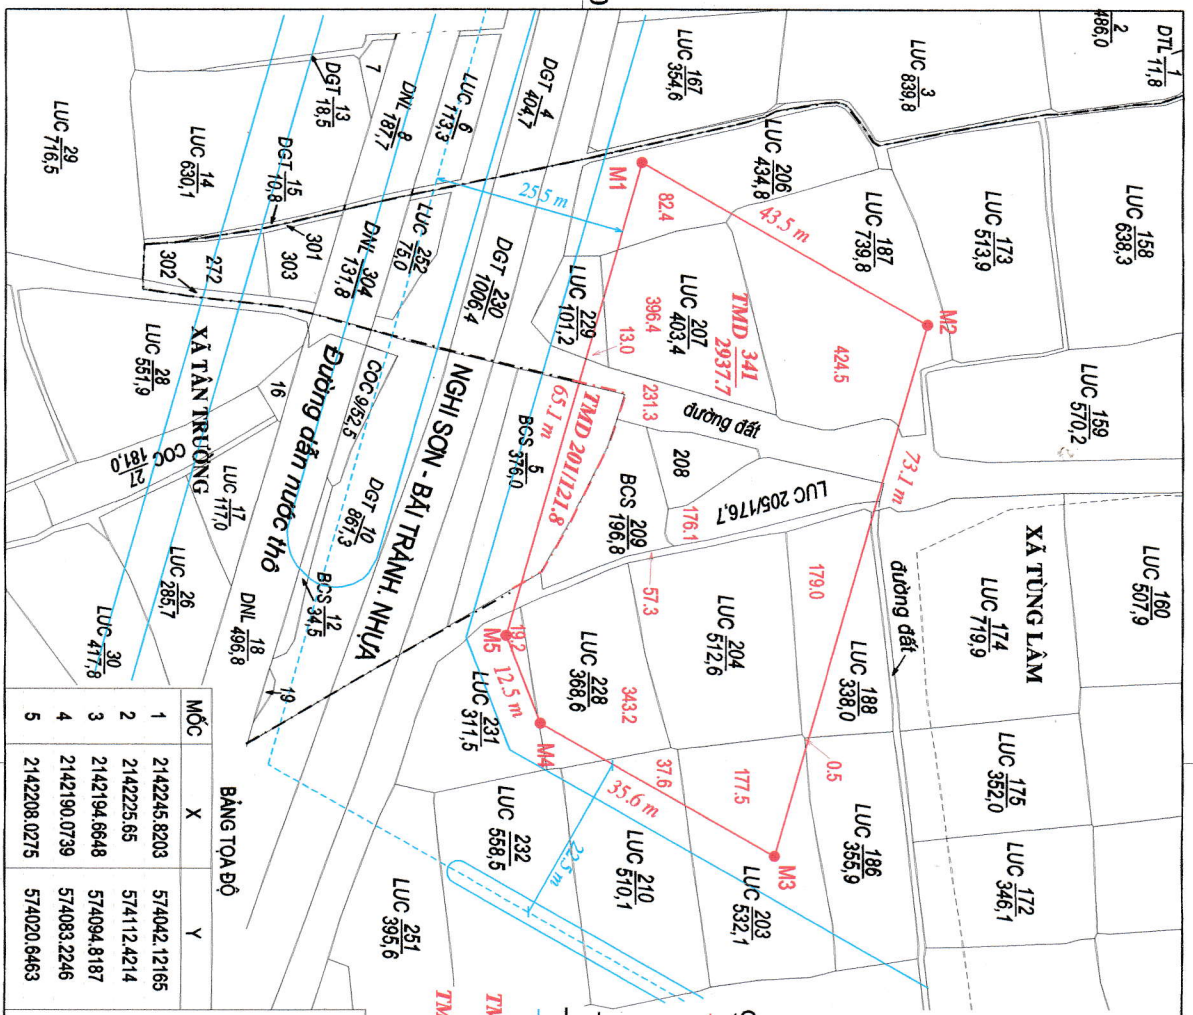 DTL 1
11,8
2
486,0
LUC 3
839,8
LUC 167
354,6
DGT 4
404,7
LUC 6
113,3
DNL 8
187,7
7
DGT 13
18,5
LUC 14
630,1
DGT 15
10,8
LUC 29
716,5
LUC 158
638,3
LUC 173
513,9
LUC 187
739,8
LUC 206
434,8
M1
M2
43.5 m
82.4
25,5 m
LUC 207
403,4
396.4
TMD 341
2937.7
424.5
13.0
LUC 229
101,2
DGT 230
1006,4
LUC 252
75,0
DNL 304
131,8
301
303
272
302
LUC 159
570,2
231.3
đường đất
65.1 m
TMD 201/121.8
73.1 m
208
LUC 205/176,7
176.1
BCS 209
196,8
BCS 5
376,0
NGHI SƠN - BÃI TRÀNH, NHỰA
COC 9/52,5
DGT 10
861,3
Đường dẫn nước thô
16
LUC 28
551,9
XÃ TÂN TRƯỜNG
COC 27
181,0
LUC 17
117,0
LUC 26
285,7
LUC 30
417,8
DNL 18
496,8
BCS 12
34,5
19
XÃ TÙNG LÂM
LUC 160
507,9
LUC 174
719,9
đường đất
179.0
57.3
LUC 204
512,6
LUC 188
338,0
LUC 228
368,6
343.2
19.2
M5
12.5 m
M4
LUC 231
311,5
0.5
177.5
37.6
35.6 m
M3
22.5 m
LUC 175
352,0
LUC 172
346,1
LUC 186
355,9
LUC 203
532,1
LUC 210
510,1
LUC 232
558,5
LUC 251
395,6
BẢNG TỌA ĐỘ
MỐC X Y
1 2142245.8203 574042.12165
2 2142225.65 574112.4214
3 2142194.6648 574094.8187
4 2142190.0739 574083.2246
5 2142208.0275 574020.6463